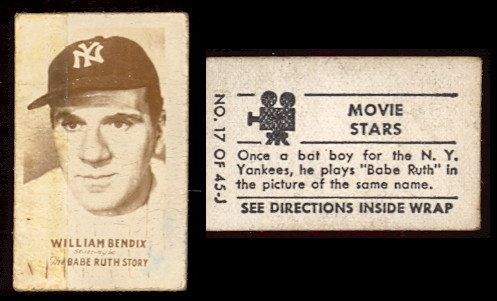 NY
WILLIAM BENDIX
The BABE RUTH STORY
NO. 17 OF 45-J
MOVIE
STARS
Once a bat boy for the N. Y.
Yankees, he plays "Babe Ruth" in
the picture of the same name.
SEE DIRECTIONS INSIDE WRAP